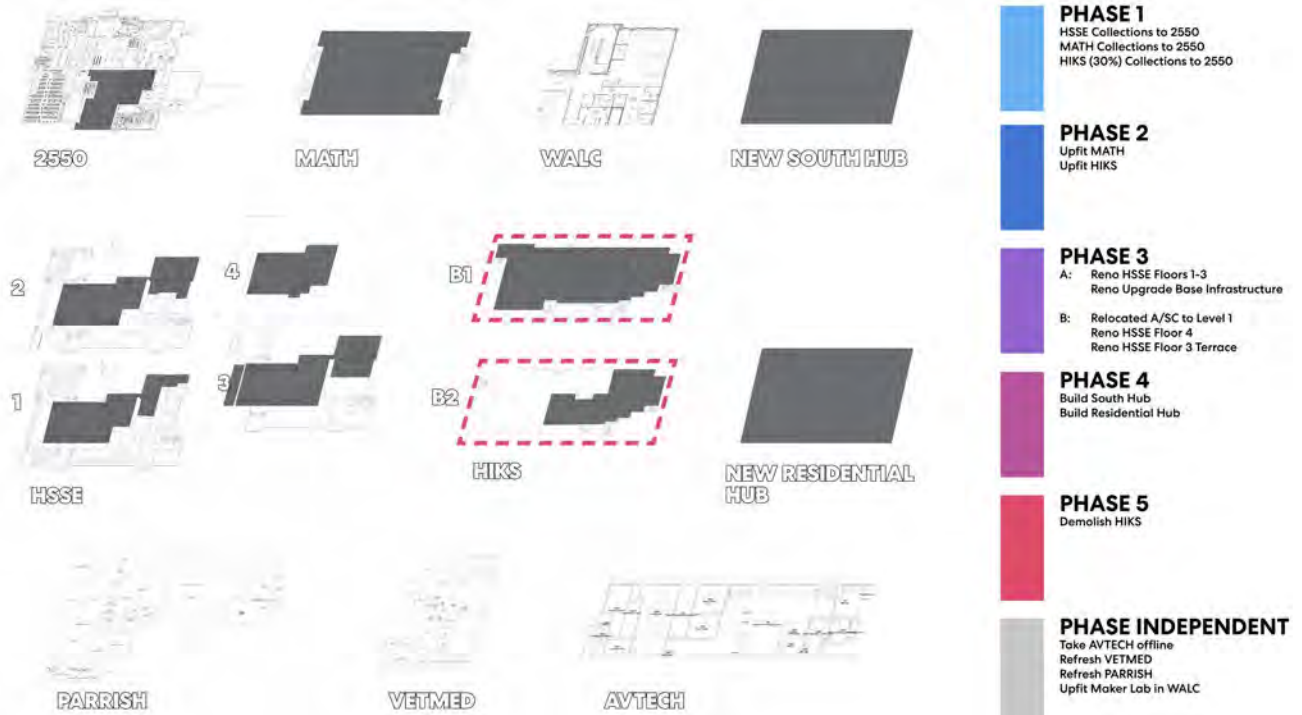 2550
MATH
WALC
NEW SOUTH HUB
2
4
B1
1
3
B2
HSSE
HIKS
NEW RESIDENTIAL
HUB
PARRISH
VETMED
AVTECH
PHASE 1
HSSE Collections to 2550
MATH Collections to 2550
HIKS (30%) Collections to 2550
PHASE 2
Upfit MATH
Upfit HIKS
PHASE 3
A: Reno HSSE Floors 1-3
Reno Upgrade Base Infrastructure
B: Relocated A/SC to Level 1
Reno HSSE Floor 4
Reno HSSE Floor 3 Terrace
PHASE 4
Build South Hub
Build Residential Hub
PHASE 5
Demolish HIKS
PHASE INDEPENDENT
Take AVTECH offline
Refresh VETMED
Refresh PARRISH
Upfit Maker Lab in WALC